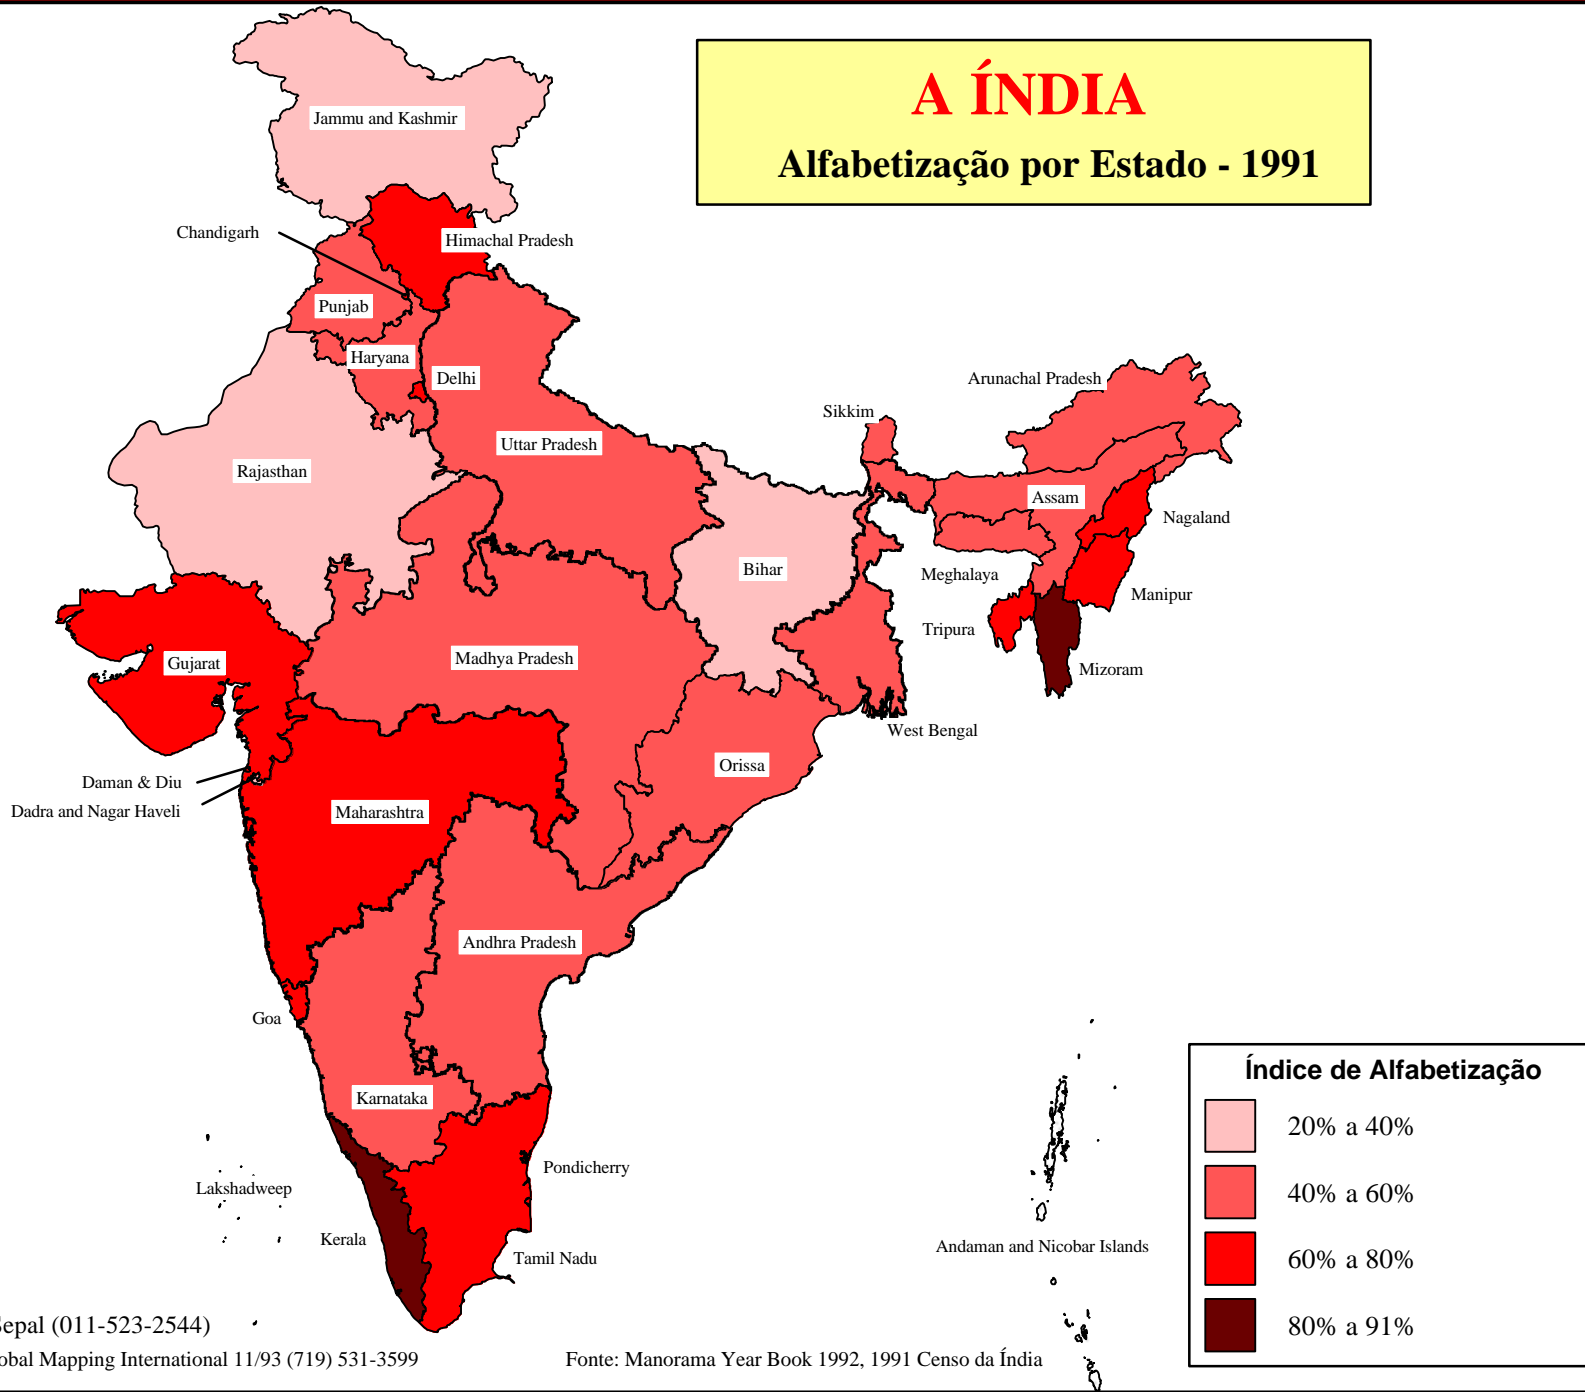 A ÍNDIA
Alfabetização por Estado - 1991
Jammu and Kashmir
Chandigarh
Himachal Pradesh
Punjab
Haryana
Delhi
Arunachal Pradesh
Sikkim
Uttar Pradesh
Rajasthan
Assam
Nagaland
Bihar
Meghalaya
Manipur
Tripura
Madhya Pradesh
Gujarat
Mizoram
West Bengal
Orissa
Daman & Diu
Dadra and Nagar Haveli
Maharashtra
Andhra Pradesh
Goa
Karnataka
Pondicherry
Lakshadweep
Kerala
Tamil Nadu
Andaman and Nicobar Islands
Índice de Alfabetização
20% a 40%
40% a 60%
60% a 80%
80% a 91%
epal (011-523-2544)
obal Mapping International 11/93 (719) 531-3599
Fonte: Manorama Year Book 1992, 1991 Censo da Índia